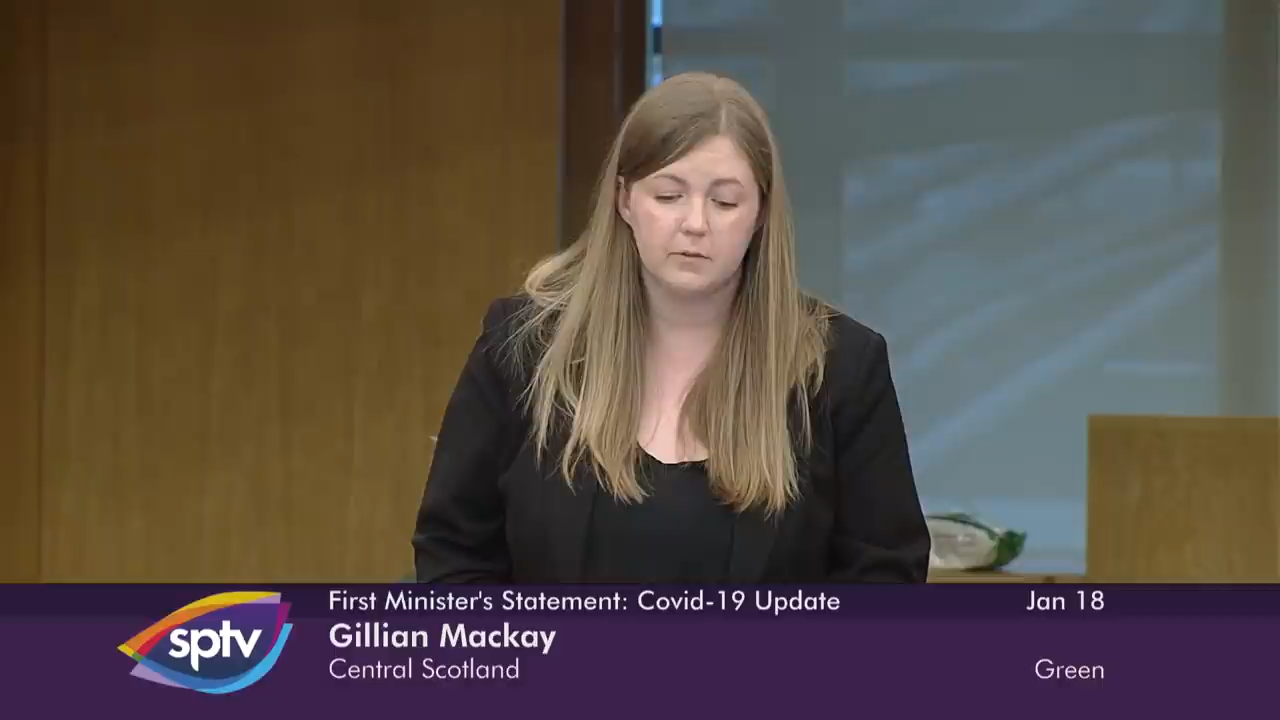 First Minister's Statement: Covid-19 Update
Jan 18
sptv
Gillian Mackay
Central Scotland
Green